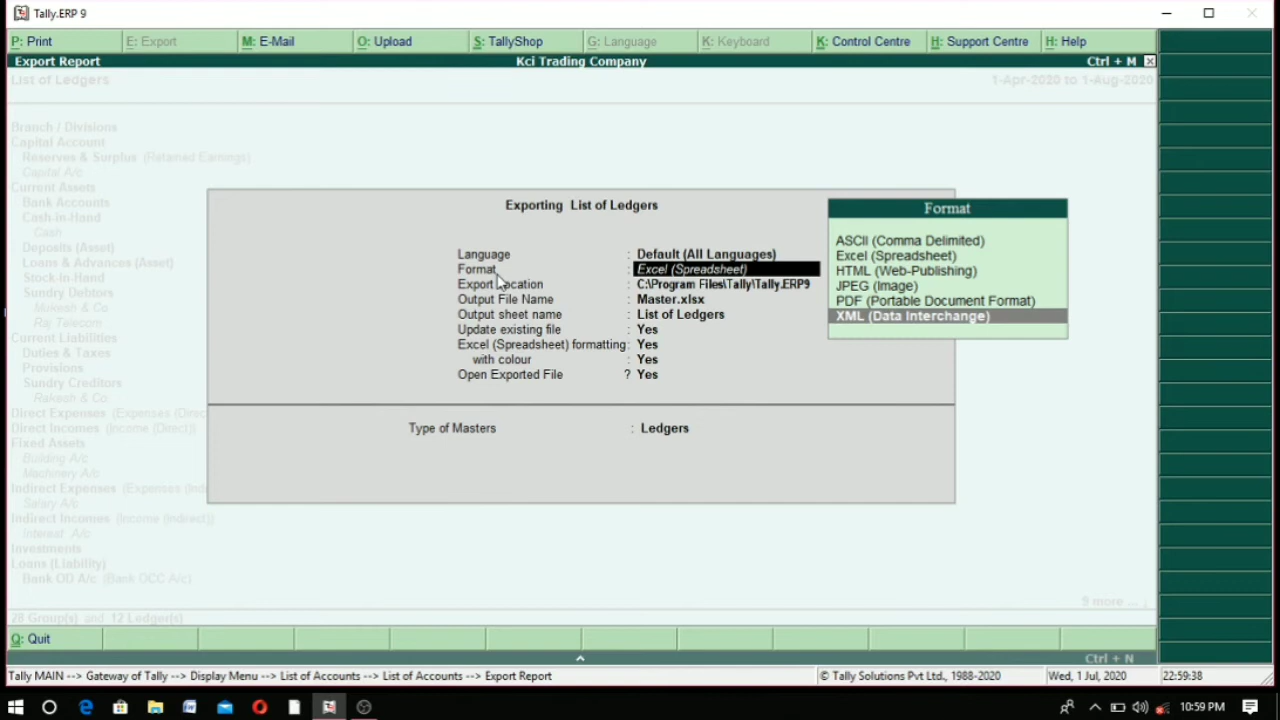 Tally.ERP 9
P: Print E: Export M: E-Mail O: Upload S: TallyShop G: Language K: Keyboard K: Control Centre H: Support Centre H: Help
Export Report Kci Trading Company Ctrl + M
List of Ledgers 1-Apr-2020 to 1-Aug-2020
Branch / Divisions
Capital Account
Reserves & Surplus (Retained Earnings)
Capital A/c
Current Assets
Bank Accounts
Cash-in-Hand
Cash
Deposits (Asset)
Loans & Advances (Asset)
Stock-in-Hand
Sundry Debtors
Mukesh & Co
Raj Telecom
Current Liabilities
Duties & Taxes
Provisions
Sundry Creditors
Rakesh & Co
Direct Expenses (Expenses (Direc
Direct Incomes (Income (Direct))
Fixed Assets
Building A/c
Machinery A/c
Indirect Expenses (Expenses (Indi
Salary A/c
Indirect Incomes (Income (Indirect))
Interest A/c
Investments
Loans (Liability)
Bank OD A/c (Bank OCC A/c)
9 more ...
28 Group(s) and 12 Ledger(s)
Exporting List of Ledgers
Language : Default (All Languages)
Format : Excel (Spreadsheet)
Export Location : C:\Program Files\Tally\Tally.ERP9
Output File Name : Master.xlsx
Output sheet name : List of Ledgers
Update existing file : Yes
Excel (Spreadsheet) formatting: Yes
with colour : Yes
Open Exported File ? Yes
Type of Masters : Ledgers
Format
ASCII (Comma Delimited)
Excel (Spreadsheet)
HTML (Web-Publishing)
JPEG (Image)
PDF (Portable Document Format)
XML (Data Interchange)
Q: Quit
Ctrl + N
Tally MAIN --> Gateway of Tally --> Display Menu --> List of Accounts --> List of Accounts --> Export Report © Tally Solutions Pvt Ltd., 1988-2020 Wed, 1 Jul, 2020 22:59:38
10:59 PM